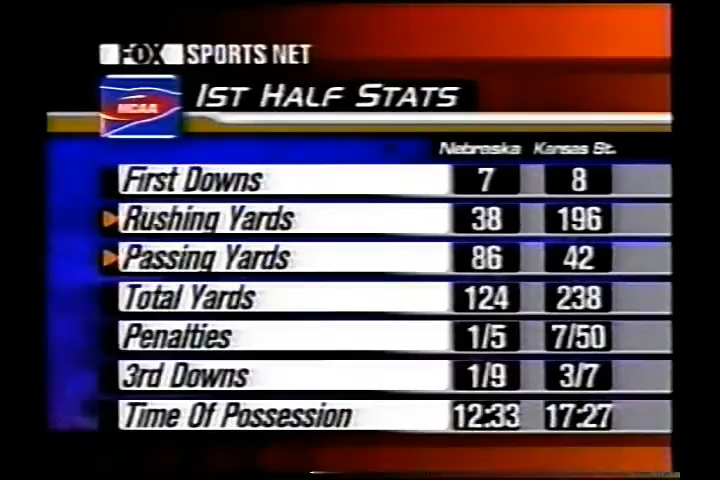 FOX SPORTS NET
NCAA 1ST HALF STATS
Nebraska Kansas St.
First Downs 7 8
Rushing Yards 38 196
Passing Yards 86 42
Total Yards 124 238
Penalties 1/5 7/50
3rd Downs 1/9 3/7
Time Of Possession 12:33 17:27